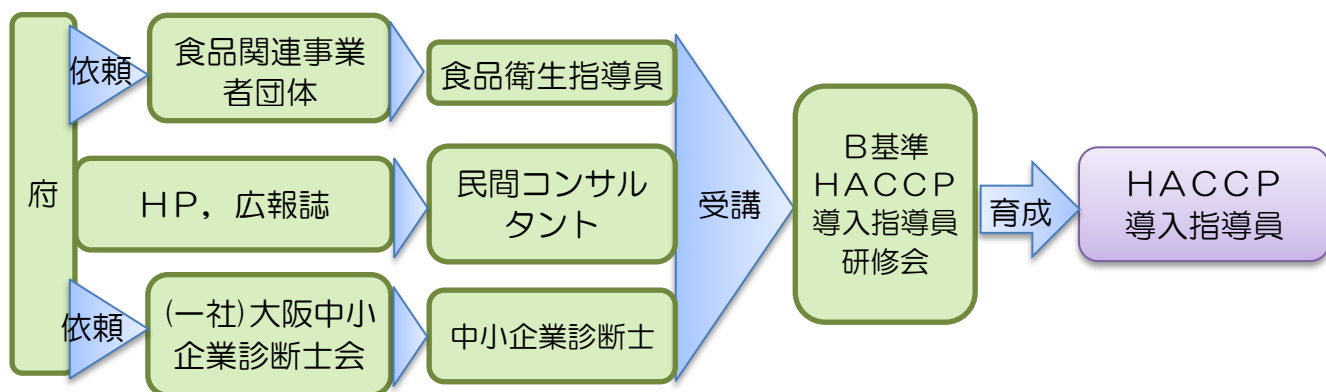 府
依頼
食品関連事業
者団体
食品衛生指導員
HP,広報誌
民間コンサル
タント
依頼
(一社)大阪中小
企業診断士会
中小企業診断士
受講
B基準
HACCP
導入指導員
研修会
育成
HACCP
導入指導員